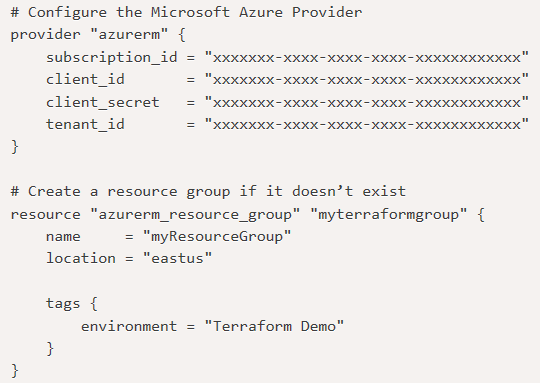 # Configure the Microsoft Azure Provider
provider "azurerm" {
    subscription_id = "xxxxxxx-xxxx-xxxx-xxxx-xxxxxxxxxxxx"
    client_id       = "xxxxxxx-xxxx-xxxx-xxxx-xxxxxxxxxxxx"
    client_secret   = "xxxxxxx-xxxx-xxxx-xxxx-xxxxxxxxxxxx"
    tenant_id       = "xxxxxxx-xxxx-xxxx-xxxx-xxxxxxxxxxxx"
}

# Create a resource group if it doesn’t exist
resource "azurerm_resource_group" "myterraformgroup" {
    name     = "myResourceGroup"
    location = "eastus"

    tags {
        environment = "Terraform Demo"
    }
}